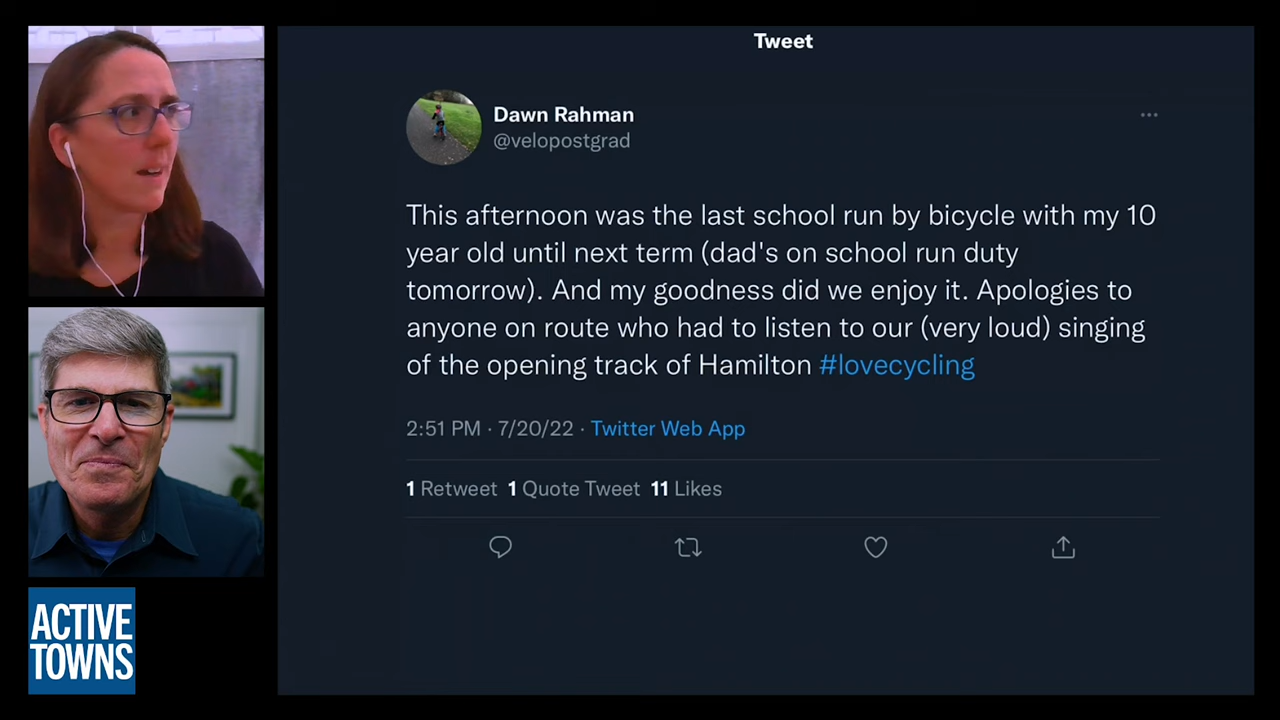 Tweet
Dawn Rahman
@velopostgrad
This afternoon was the last school run by bicycle with my 10
year old until next term (dad's on school run duty
tomorrow). And my goodness did we enjoy it. Apologies to
anyone on route who had to listen to our (very loud) singing
of the opening track of Hamilton #lovecycling
2:51 PM · 7/20/22 · Twitter Web App
1 Retweet 1 Quote Tweet 11 Likes
ACTIVE
TOWNS